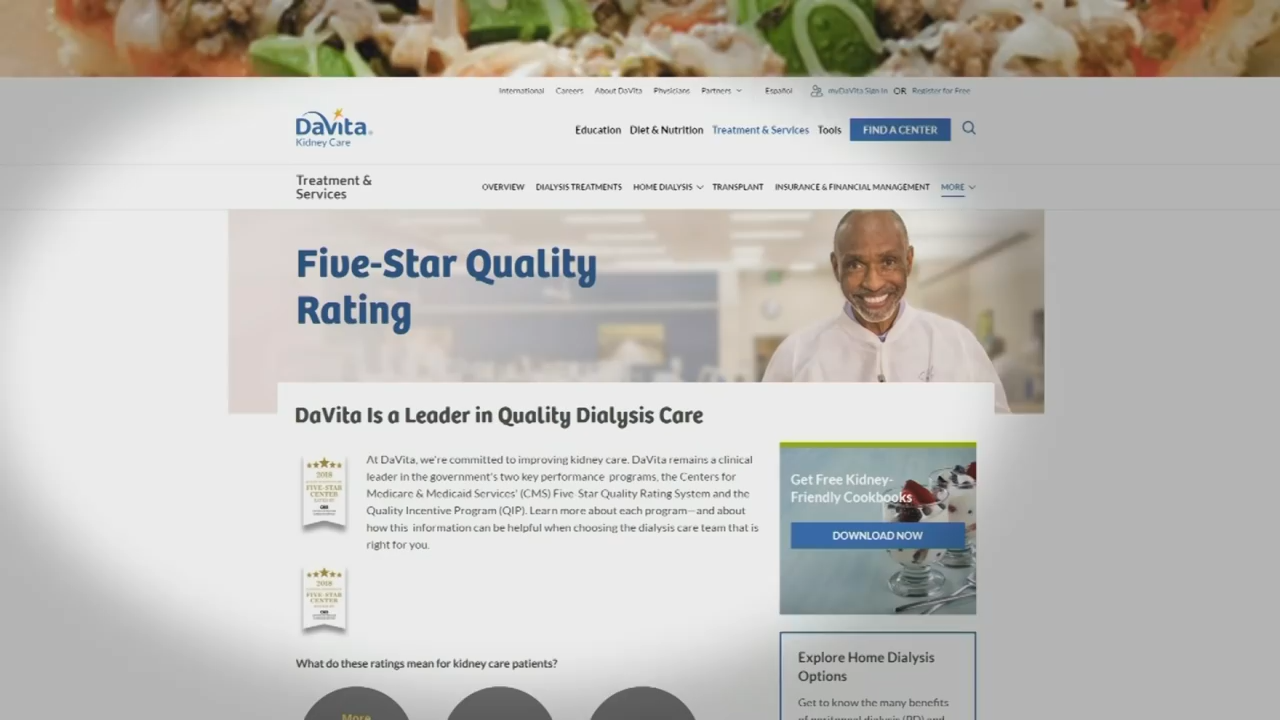 International Careers About DaVita Physicians Partners Español myDaVita Sign In OR Register for Free
DaVita
Kidney Care
Education Diet & Nutrition Treatment & Services Tools FIND A CENTER
Treatment &
Services
OVERVIEW DIALYSIS TREATMENTS HOME DIALYSIS TRANSPLANT INSURANCE & FINANCIAL MANAGEMENT MORE
Five-Star Quality
Rating
DaVita Is a Leader in Quality Dialysis Care
2018
FIVE-STAR
CENTER
At DaVita, we're committed to improving kidney care. DaVita remains a clinical
leader in the government's two key performance programs, the Centers for
Medicare & Medicaid Services' (CMS) Five-Star Quality Rating System and the
Quality Incentive Program (QIP). Learn more about each program—and about
how this information can be helpful when choosing the dialysis care team that is
right for you.
2018
FIVE-STAR
CENTER
Get Free Kidney-
Friendly Cookbooks
DOWNLOAD NOW
What do these ratings mean for kidney care patients?
More
Explore Home Dialysis
Options
Get to know the many benefits
of peritoneal dialysis (PD) and